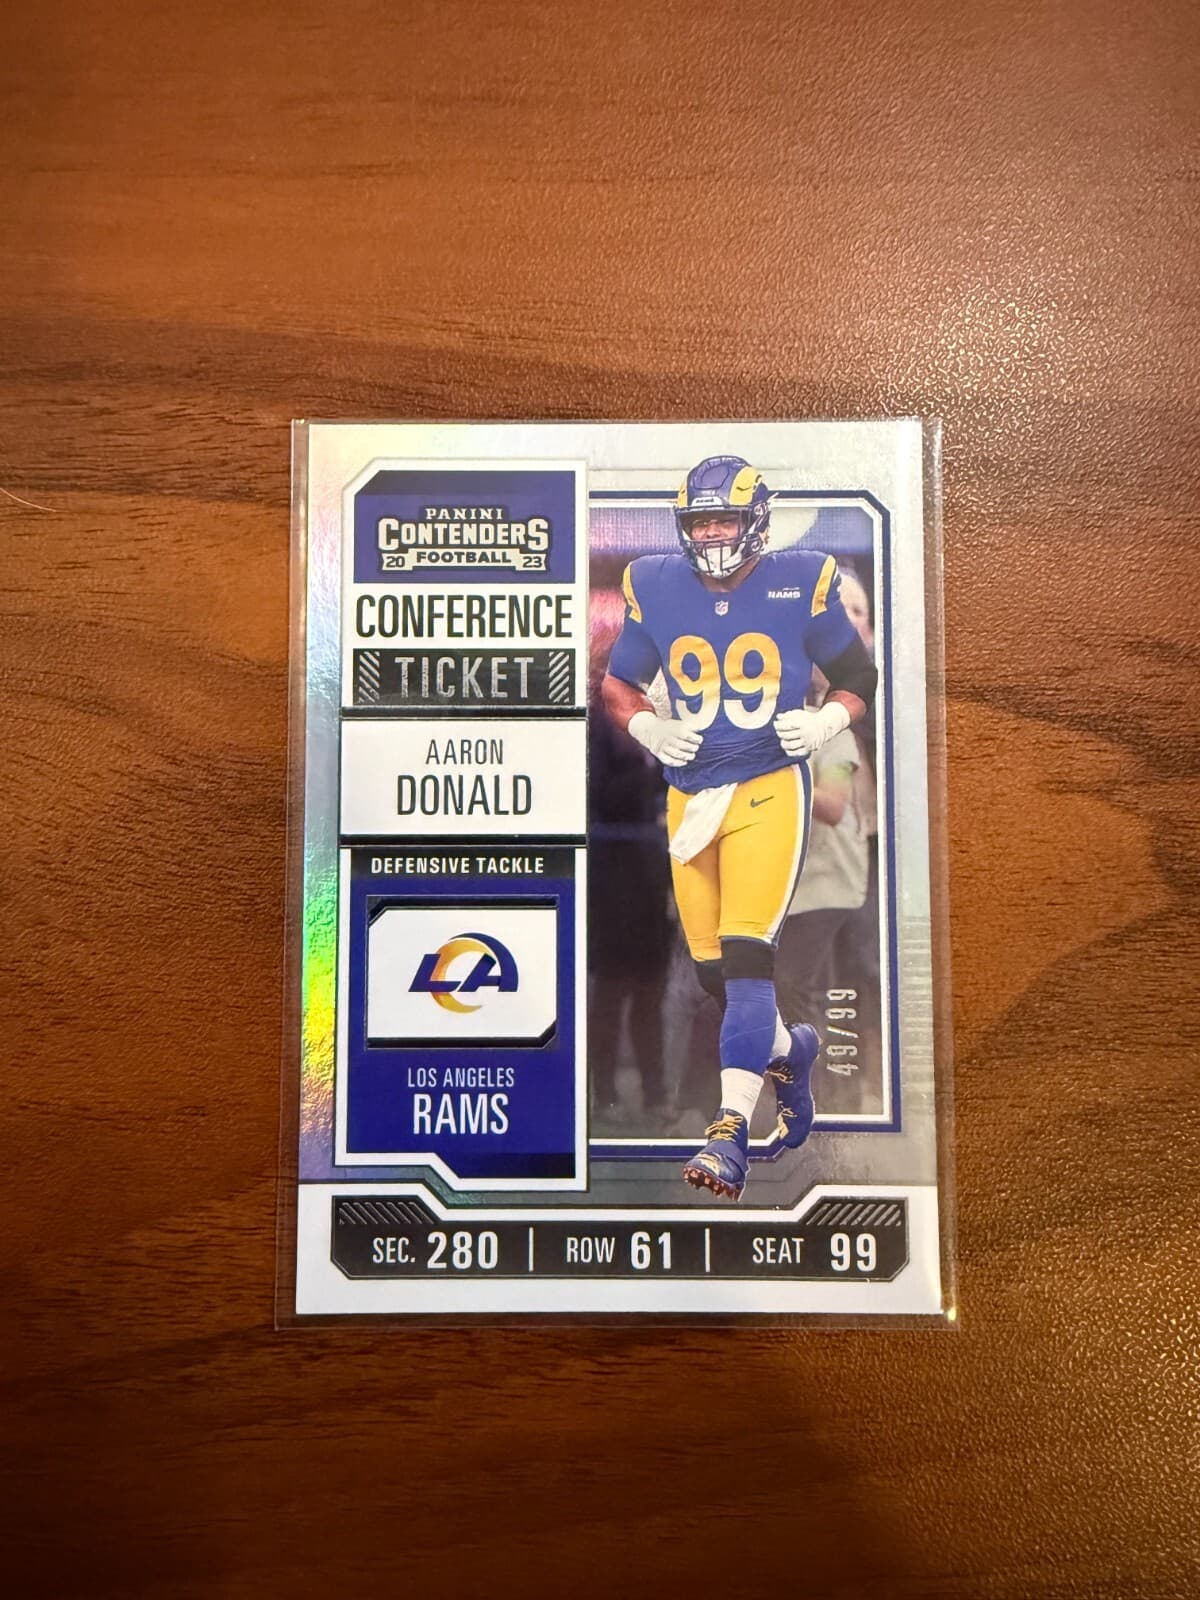 PANINI
CONTENDERS
20 FOOTBALL 23
CONFERENCE
TICKET
AARON
DONALD
DEFENSIVE TACKLE
LA
LOS ANGELES
RAMS
RAMS
99
49/99
SEC. 280 | ROW 61 | SEAT 99